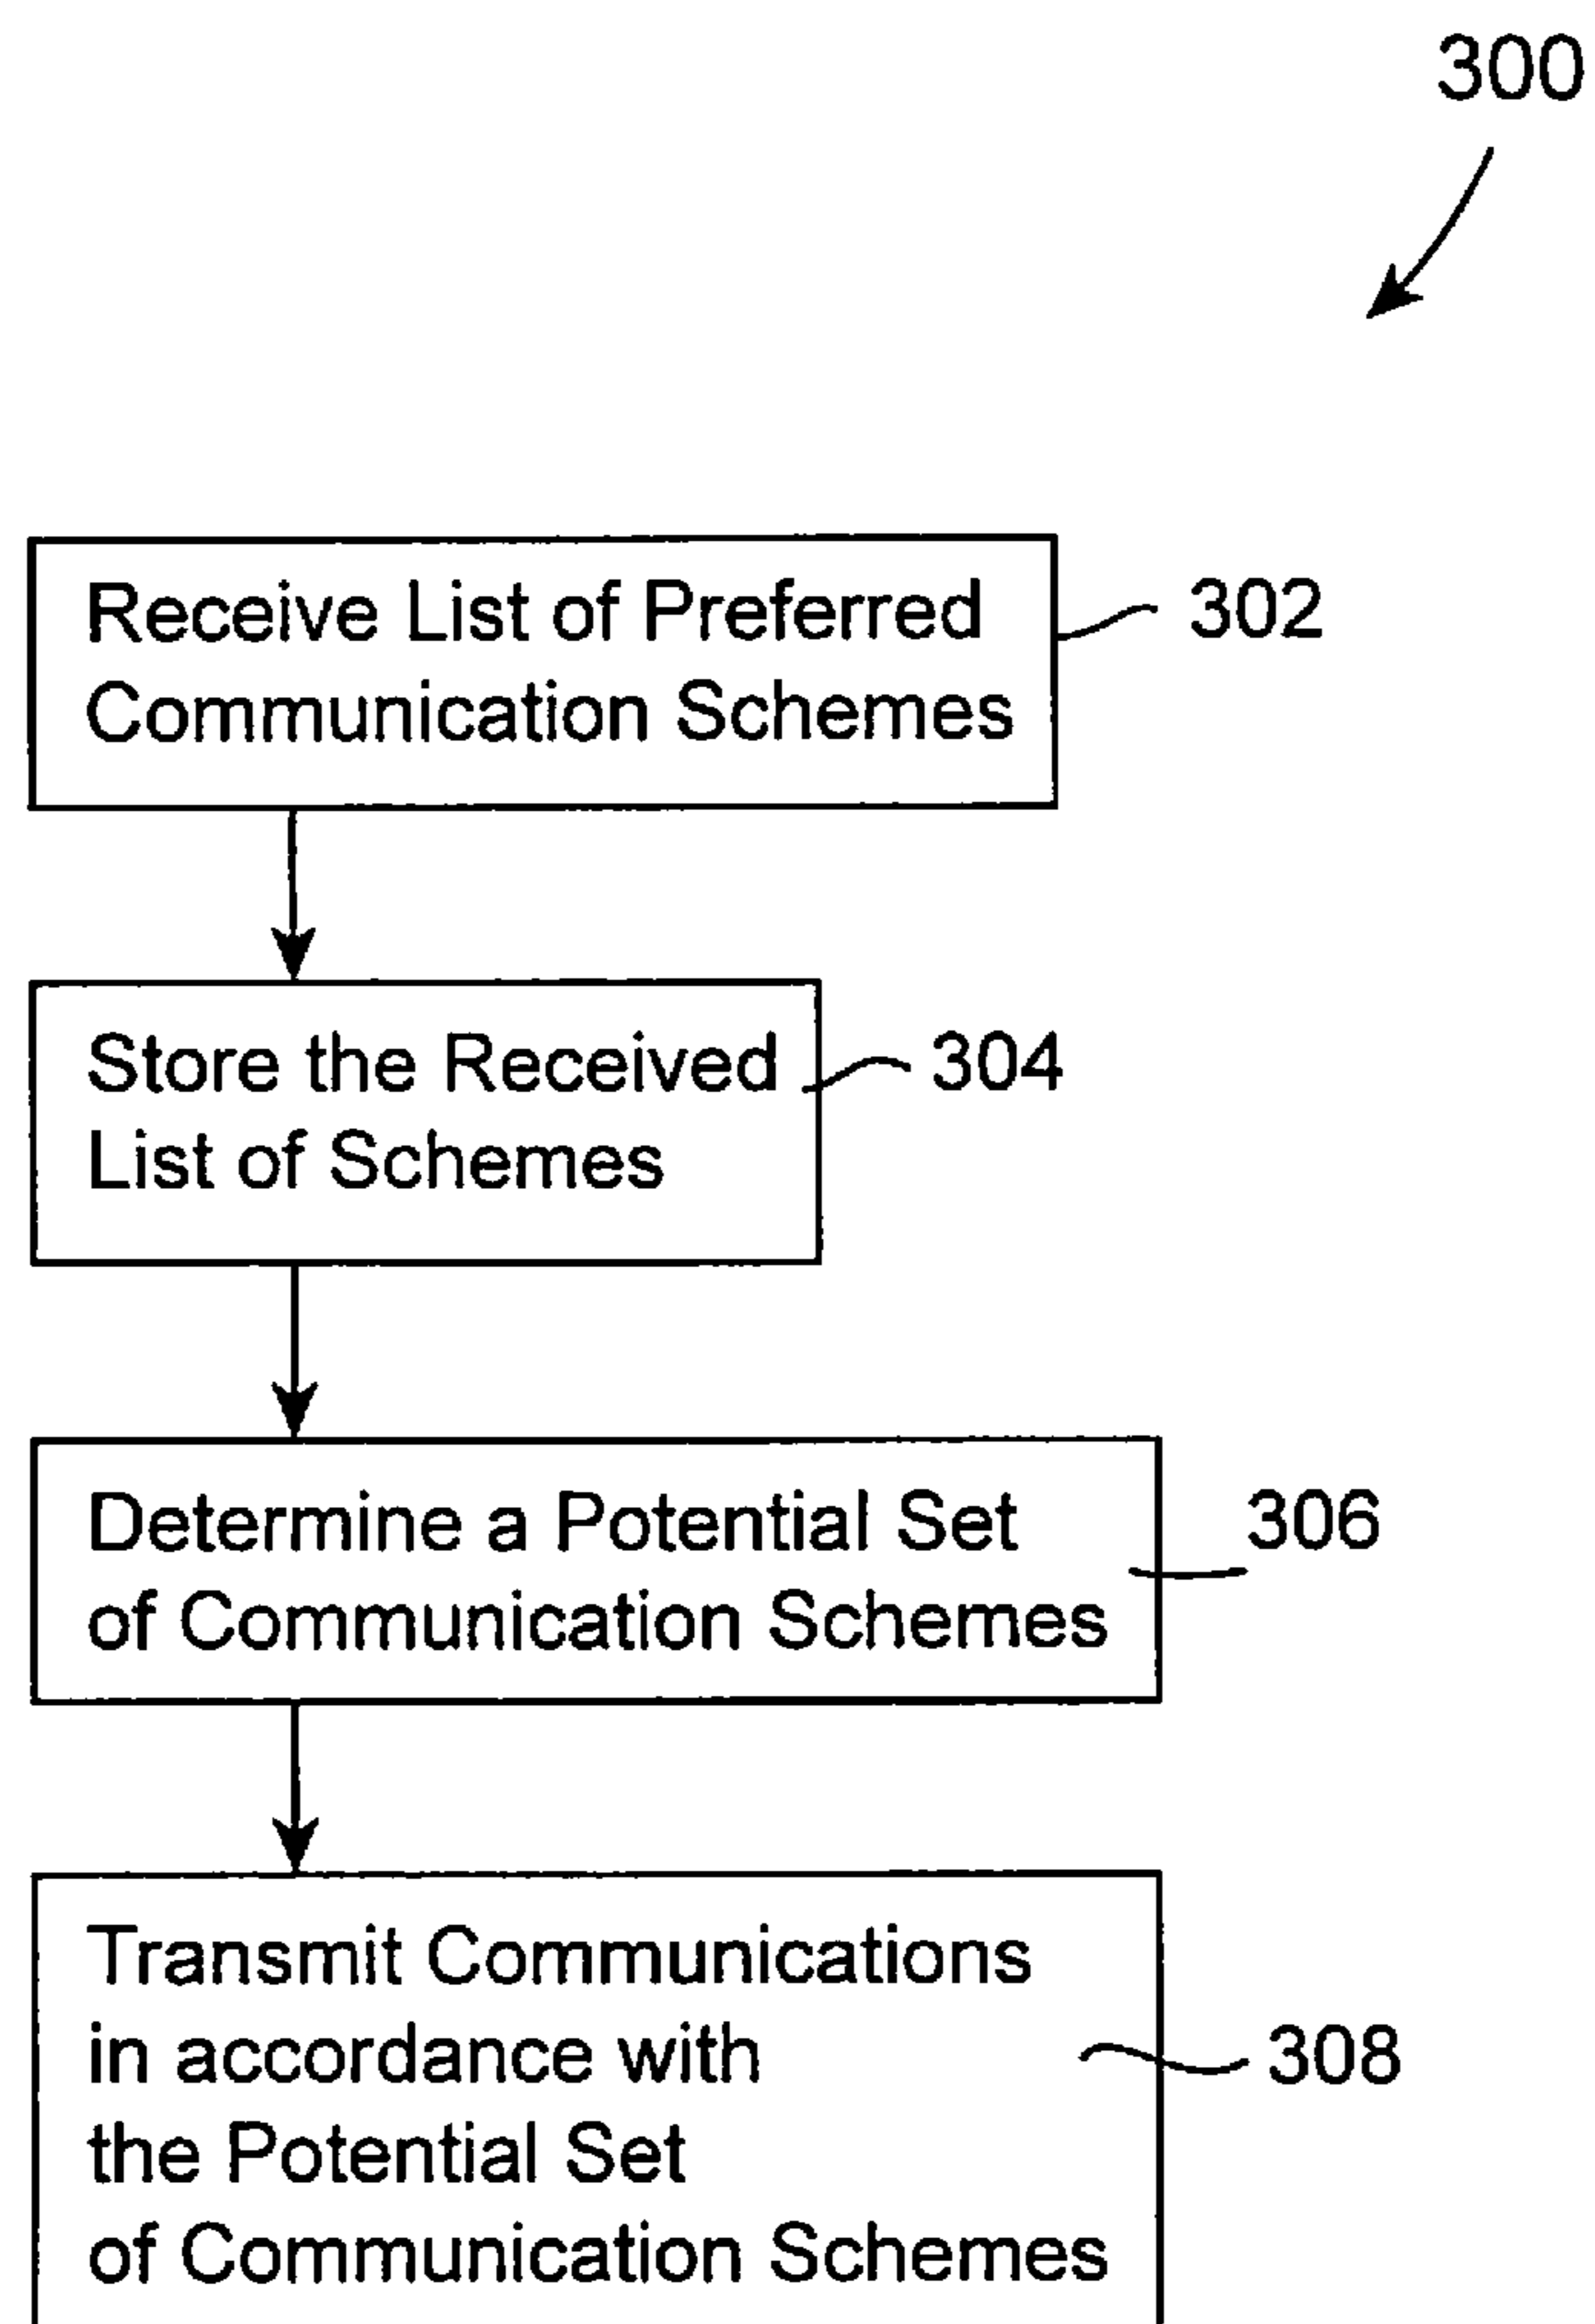 300
Receive List of Preferred
Communication Schemes
302
Store the Received
List of Schemes
304
Determine a Potential Set
of Communication Schemes
306
Transmit Communications
in accordance with
the Potential Set
of Communication Schemes
308